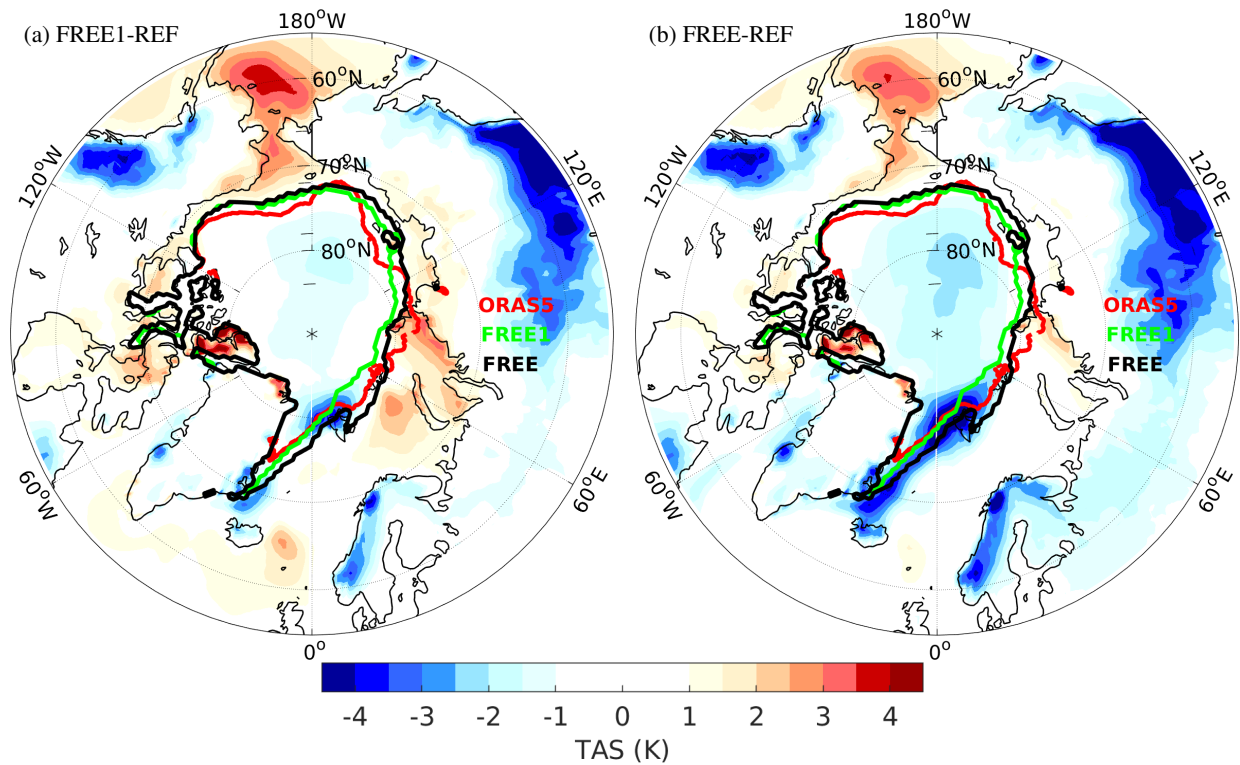 180°W
180°W
(a) FREE1-REF
(b) FREE-REF
60°N
60°N
120°W
70°N
120°E
120°W
70°N
120°E
80°N
80°N
ORAS5
ORAS5
FREE1
FREE1
FREE
FREE
60°W
60°E
60°W
60°E
0°
0°
-4 -3 -2 -1 0 1 2 3 4
TAS (K)